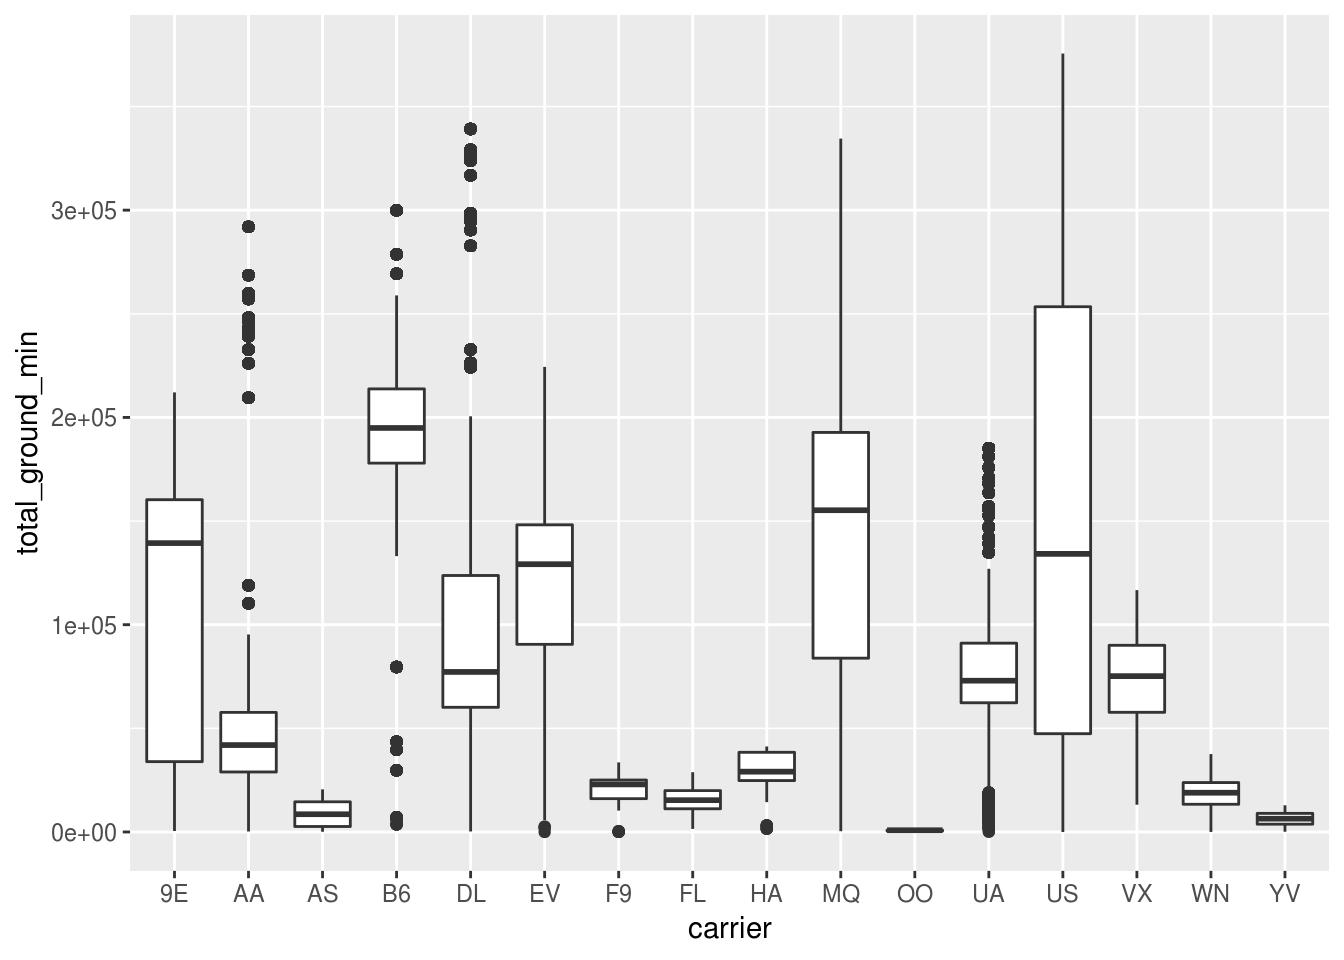 total_ground_min
3e+05
2e+05
1e+05
0e+00
9E AA AS B6 DL EV F9 FL HA MQ OO UA US VX WN YV
carrier